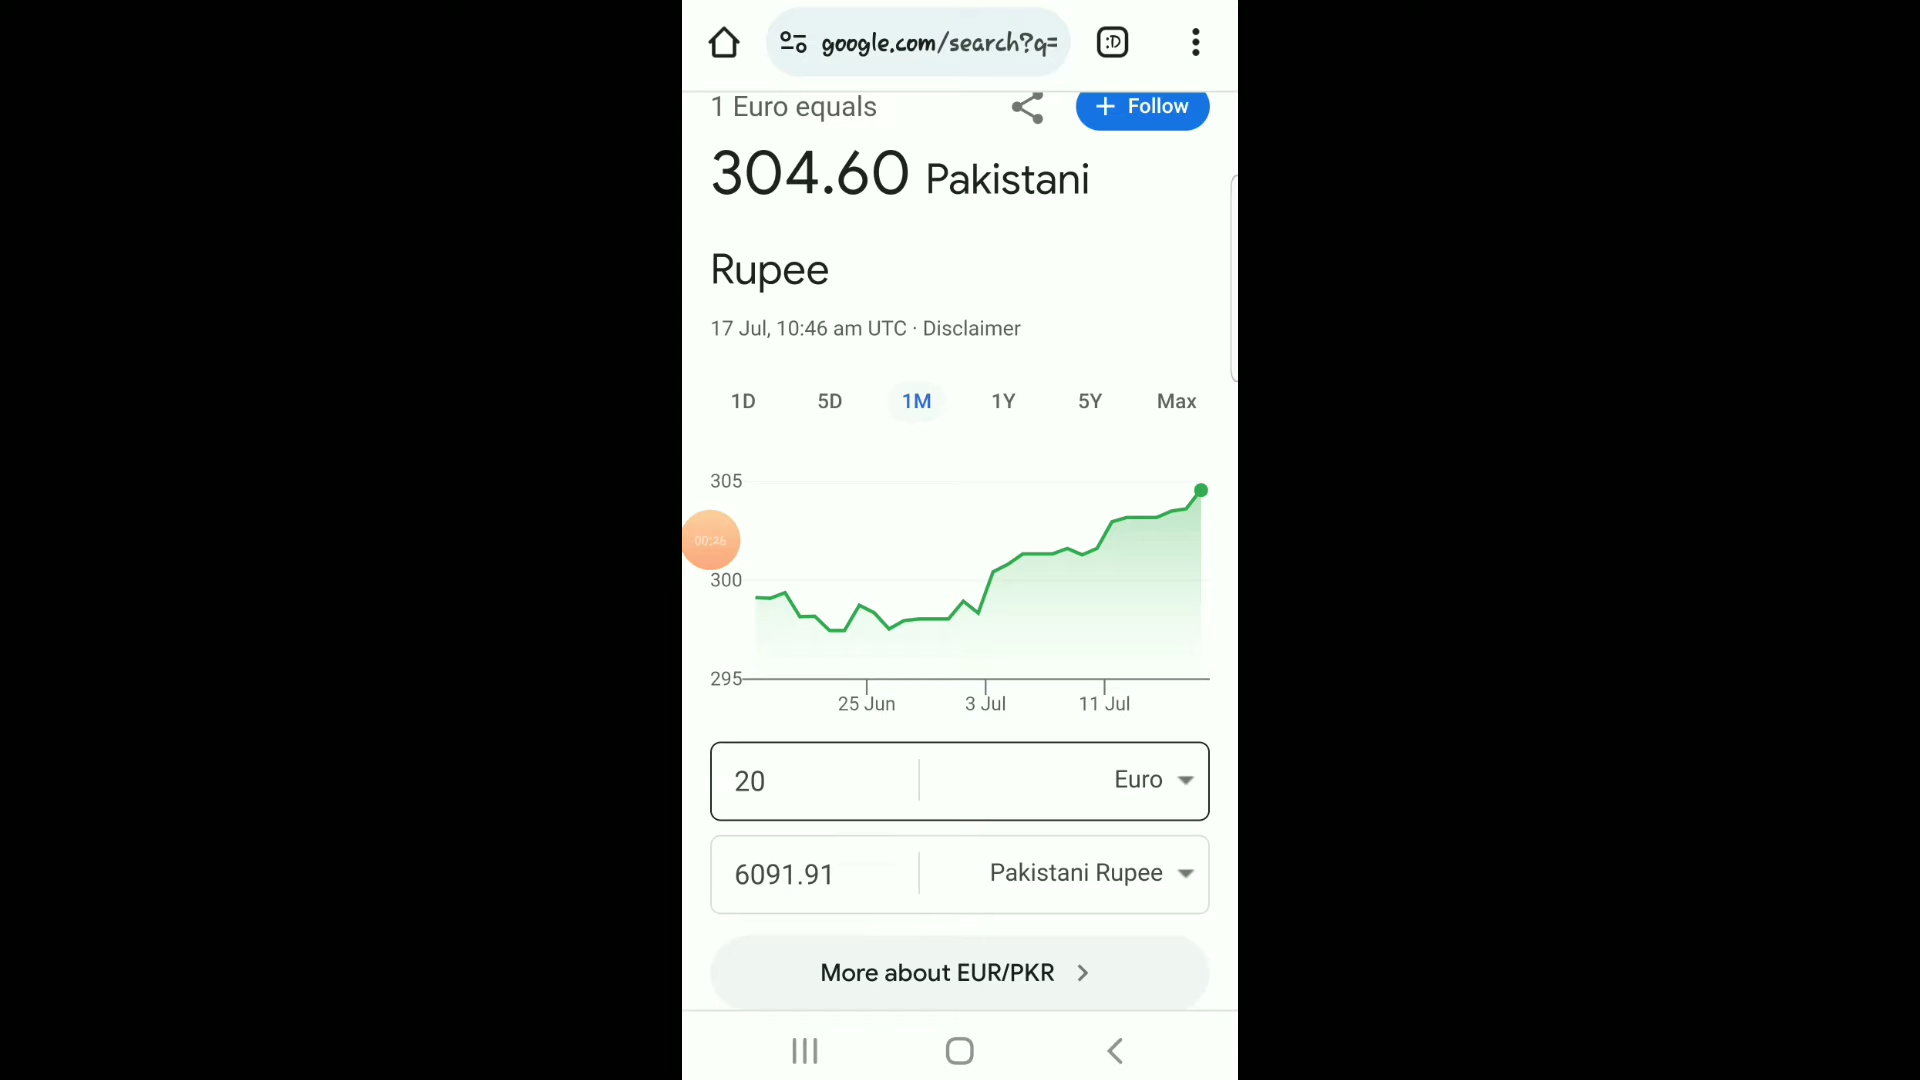 google.com/search?q=
:D
1 Euro equals
+ Follow
304.60 Pakistani
Rupee
17 Jul, 10:46 am UTC · Disclaimer
1D 5D 1M 1Y 5Y Max
305
00:26
300
295
25 Jun 3 Jul 11 Jul
20 Euro
6091.91 Pakistani Rupee
More about EUR/PKR